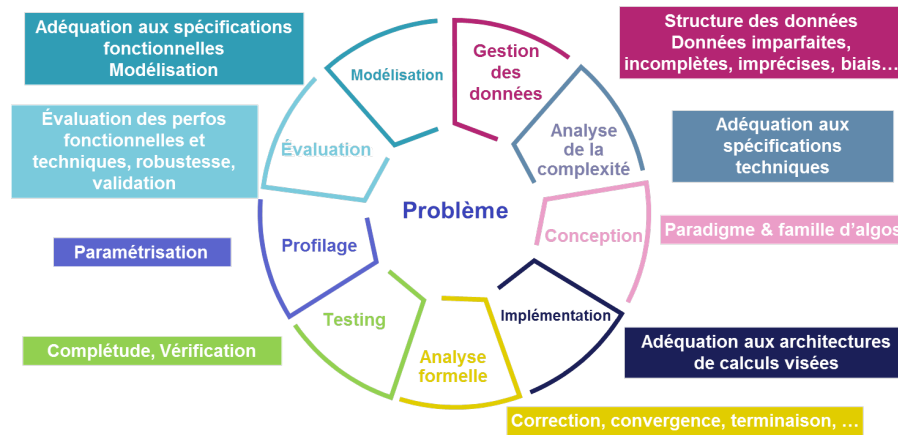 Adéquation aux spécifications
fonctionnelles
Modélisation
Structure des données
Données imparfaites,
incomplètes, imprécises, biais…
Modélisation
Gestion
des
données
Évaluation des perfos
fonctionnelles et
techniques, robustesse,
validation
Évaluation
Analyse
de la
complexité
Adéquation aux
spécifications
techniques
Problème
Paramétrisation
Profilage
Conception
Paradigme & famille d'algos
Testing
Implémentation
Complétude, Vérification
Analyse
formelle
Adéquation aux architectures
de calculs visées
Correction, convergence, terminaison, …